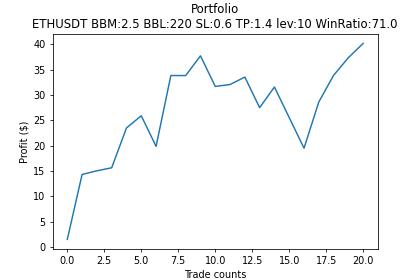 Portfolio
ETHUSDT BBM:2.5 BBL:220 SL:0.6 TP:1.4 lev:10 WinRatio:71.0
40
35
30
25
20
15
10
5
0
Profit ($)
0.0 2.5 5.0 7.5 10.0 12.5 15.0 17.5 20.0
Trade counts